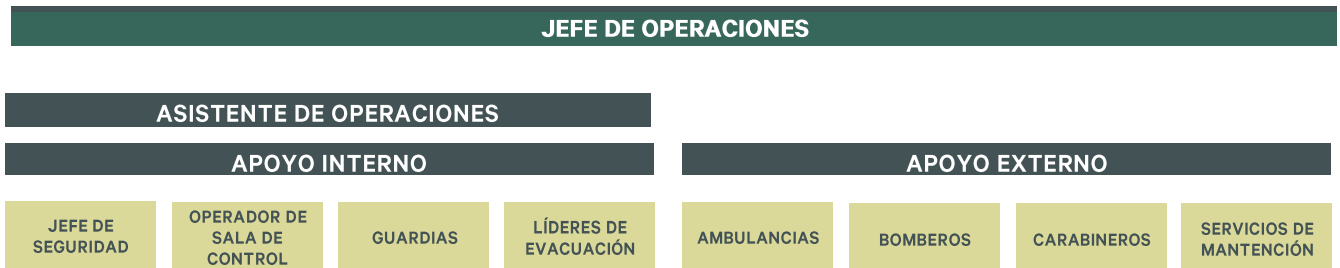 JEFE DE OPERACIONES
ASISTENTE DE OPERACIONES
APOYO INTERNO
APOYO EXTERNO
JEFE DE
SEGURIDAD
OPERADOR DE
SALA DE
CONTROL
GUARDIAS
LÍDERES DE
EVACUACIÓN
AMBULANCIAS
BOMBEROS
CARABINEROS
SERVICIOS DE
MANTENCIÓN